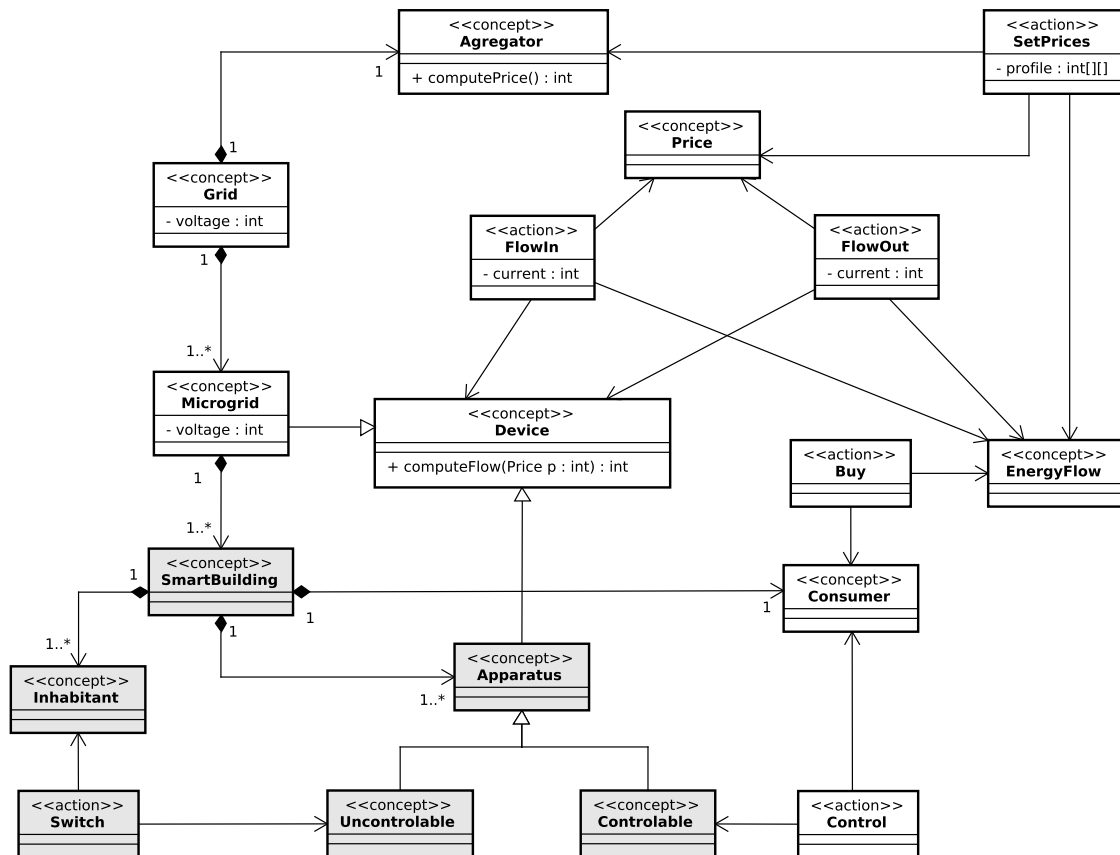 <<concept>>
Agregator
+ computePrice() : int
1
<<action>>
SetPrices
- profile : int[][]
<<concept>>
Price
1
<<concept>>
Grid
- voltage : int
1
<<action>>
FlowIn
- current : int
<<action>>
FlowOut
- current : int
1..*
<<concept>>
Microgrid
- voltage : int
1
<<concept>>
Device
+ computeFlow(Price p : int) : int
<<action>>
Buy
<<concept>>
EnergyFlow
1..*
<<concept>>
SmartBuilding
1
1
1
<<concept>>
Consumer
1
1..*
<<concept>>
Inhabitant
<<concept>>
Apparatus
1..*
<<action>>
Switch
<<concept>>
Uncontrolable
<<concept>>
Controlable
<<action>>
Control